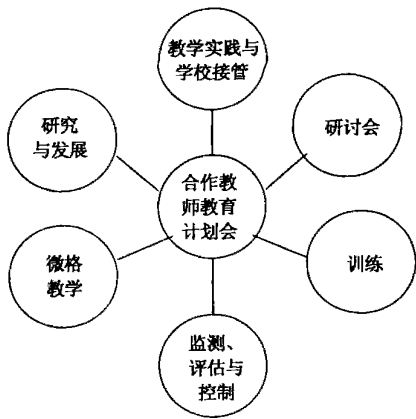 教学实践与
学校接管
研究
与发展
研讨会
合作教
师教育
计划会
微格
教学
训练
监测、
评估与
控制